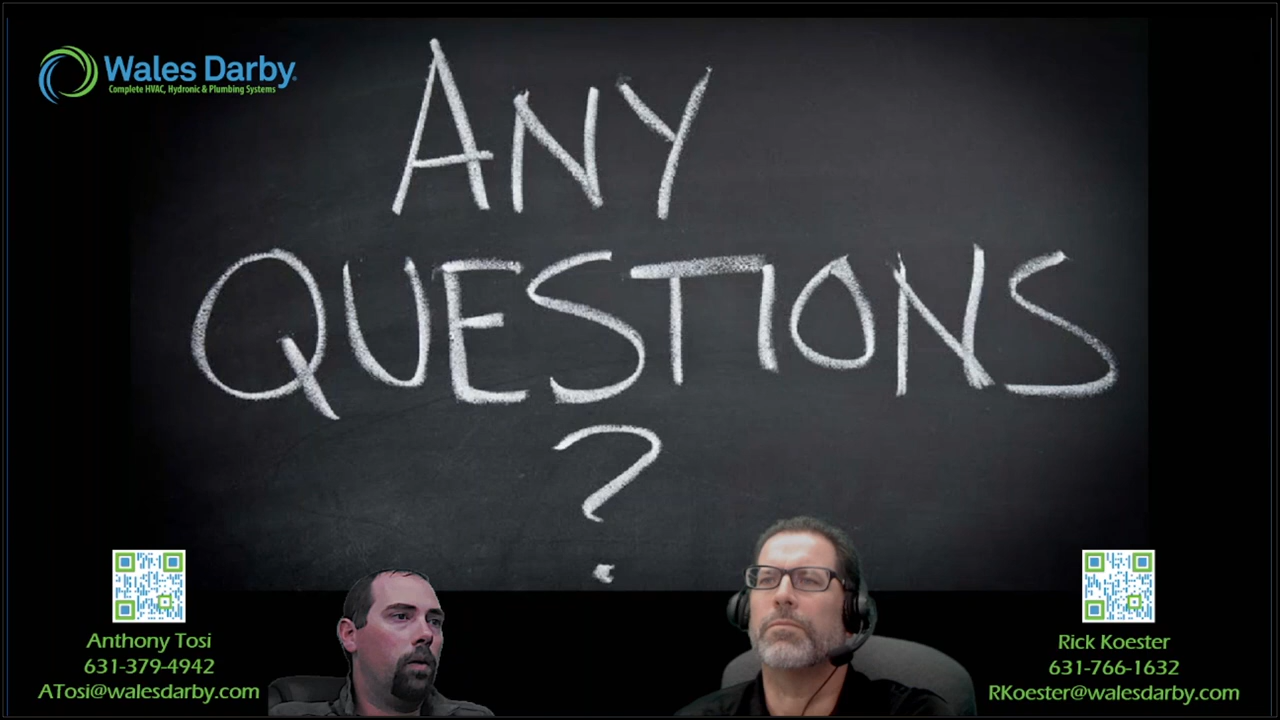 Wales Darby®
Complete HVAC, Hydronic & Plumbing Systems
ANY
QUESTIONS
?
Anthony Tosi
631-379-4942
ATosi@walesdarby.com
Rick Koester
631-766-1632
RKoester@walesdarby.com